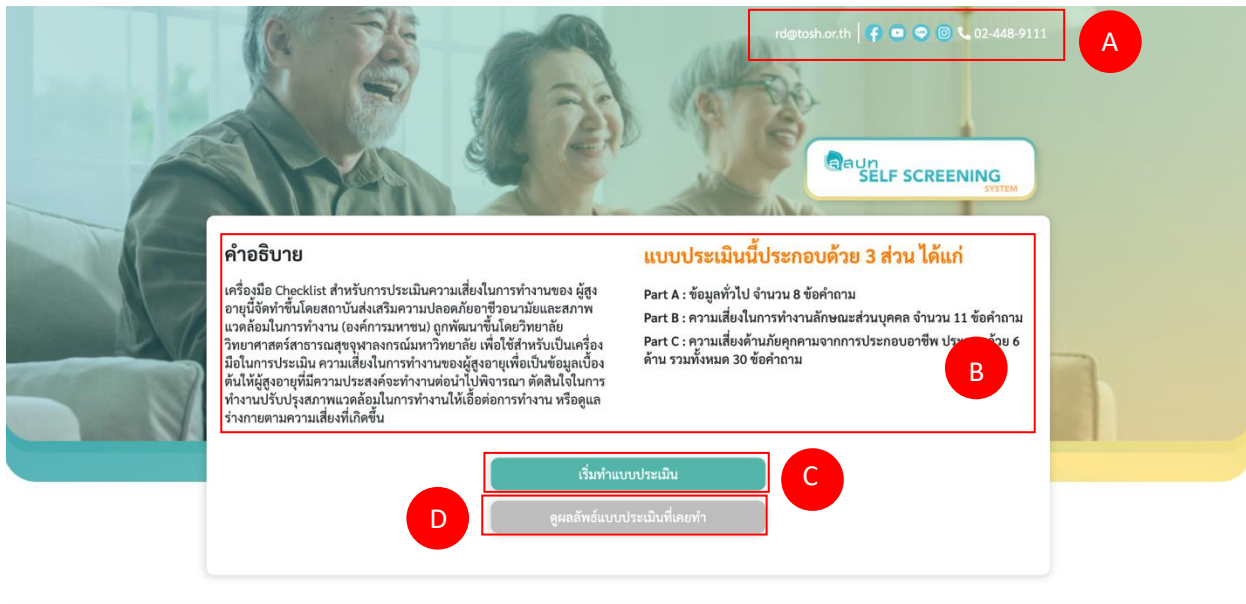 rd@tosh.or.th 02-448-9111
A
สสปท
SELF SCREENING
SYSTEM
คำอธิบาย
เครื่องมือ Checklist สำหรับการประเมินความเสี่ยงในการทำงานของ ผู้สูง
อายุนี้จัดทำขึ้นโดยสถาบันส่งเสริมความปลอดภัยอาชีวอนามัยและสภาพ
แวดล้อมในการทำงาน (องค์การมหาชน) ถูกพัฒนาขึ้นโดยวิทยาลัย
วิทยาศาสตร์สาธารณสุขจุฬาลงกรณ์มหาวิทยาลัย เพื่อใช้สำหรับเป็นเครื่อง
มือในการประเมิน ความเสี่ยงในการทำงานของผู้สูงอายุเพื่อเป็นข้อมูลเบื้อง
ต้นให้ผู้สูงอายุที่มีความประสงค์จะทำงานต่อนำไปพิจารณา ตัดสินใจในการ
ทำงานปรับปรุงสภาพแวดล้อมในการทำงานให้เอื้อต่อการทำงาน หรือดูแล
ร่างกายตามความเสี่ยงที่เกิดขึ้น
แบบประเมินนี้ประกอบด้วย 3 ส่วน ได้แก่
Part A : ข้อมูลทั่วไป จำนวน 8 ข้อคำถาม
Part B : ความเสี่ยงในการทำงานลักษณะส่วนบุคคล จำนวน 11 ข้อคำถาม
Part C : ความเสี่ยงด้านภัยคุกคามจากการประกอบอาชีพ 6
ด้าน รวมทั้งหมด 30 ข้อคำถาม
B
เริ่มทำแบบประเมิน
C
ดูผลลัพธ์แบบประเมินที่เคยทำ
D